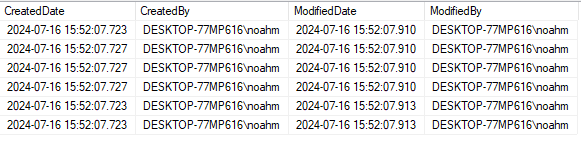 CreatedDate CreatedBy ModifiedDate ModifiedBy
2024-07-16 15:52:07.723 DESKTOP-77MP616\noahm 2024-07-16 15:52:07.910 DESKTOP-77MP616\noahm
2024-07-16 15:52:07.727 DESKTOP-77MP616\noahm 2024-07-16 15:52:07.910 DESKTOP-77MP616\noahm
2024-07-16 15:52:07.727 DESKTOP-77MP616\noahm 2024-07-16 15:52:07.910 DESKTOP-77MP616\noahm
2024-07-16 15:52:07.727 DESKTOP-77MP616\noahm 2024-07-16 15:52:07.910 DESKTOP-77MP616\noahm
2024-07-16 15:52:07.723 DESKTOP-77MP616\noahm 2024-07-16 15:52:07.913 DESKTOP-77MP616\noahm
2024-07-16 15:52:07.723 DESKTOP-77MP616\noahm 2024-07-16 15:52:07.913 DESKTOP-77MP616\noahm